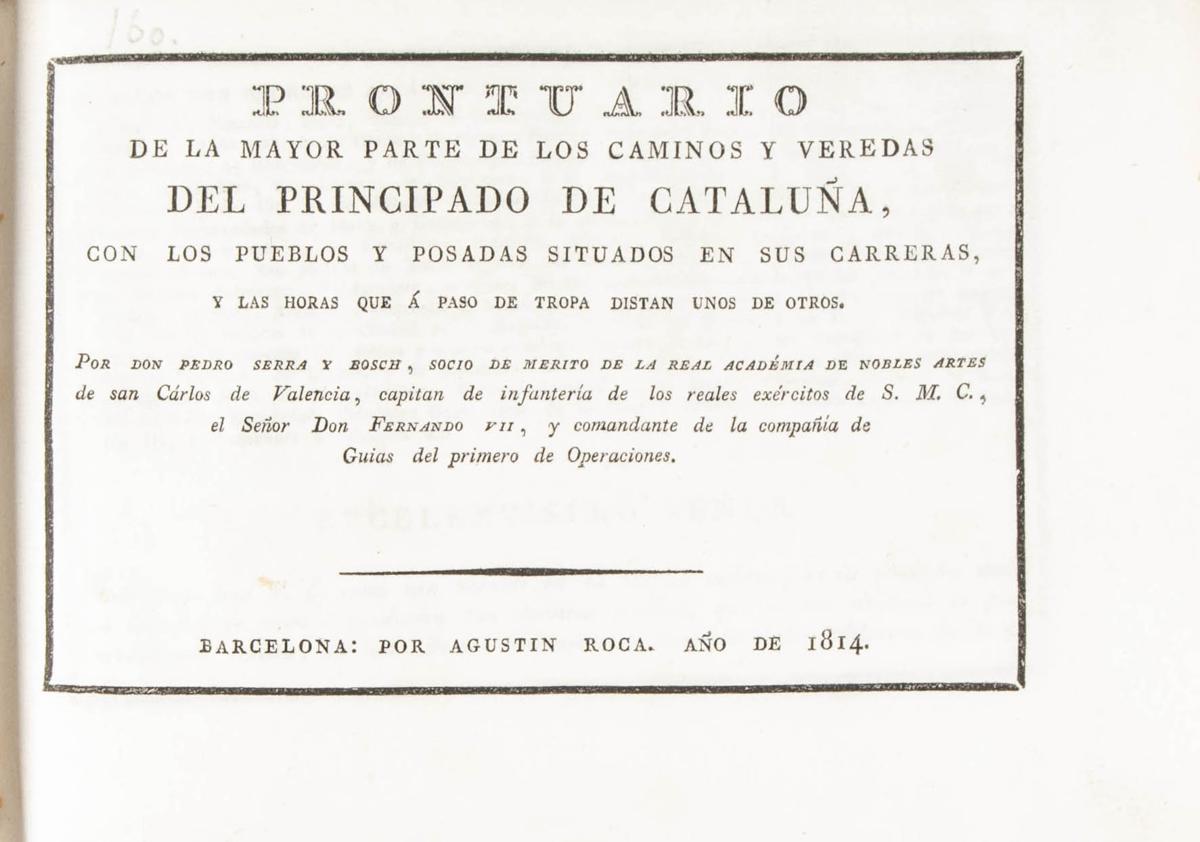 160.
PRONTUARIO
DE LA MAYOR PARTE DE LOS CAMINOS Y VEREDAS
DEL PRINCIPADO DE CATALUÑA,
CON LOS PUEBLOS Y POSADAS SITUADOS EN SUS CARRERAS,
Y LAS HORAS QUE Á PASO DE TROPA DISTAN UNOS DE OTROS.
POR DON PEDRO SERRA Y BOSCH, SOCIO DE MERITO DE LA REAL ACADÉMIA DE NOBLES ARTES
de san Cárlos de Valencia, capitan de infantería de los reales exércitos de S. M. C.,
el Señor Don FERNANDO VII, y comandante de la compañía de
Guias del primero de Operaciones.
BARCELONA: POR AGUSTIN ROCA. AÑO DE 1814.